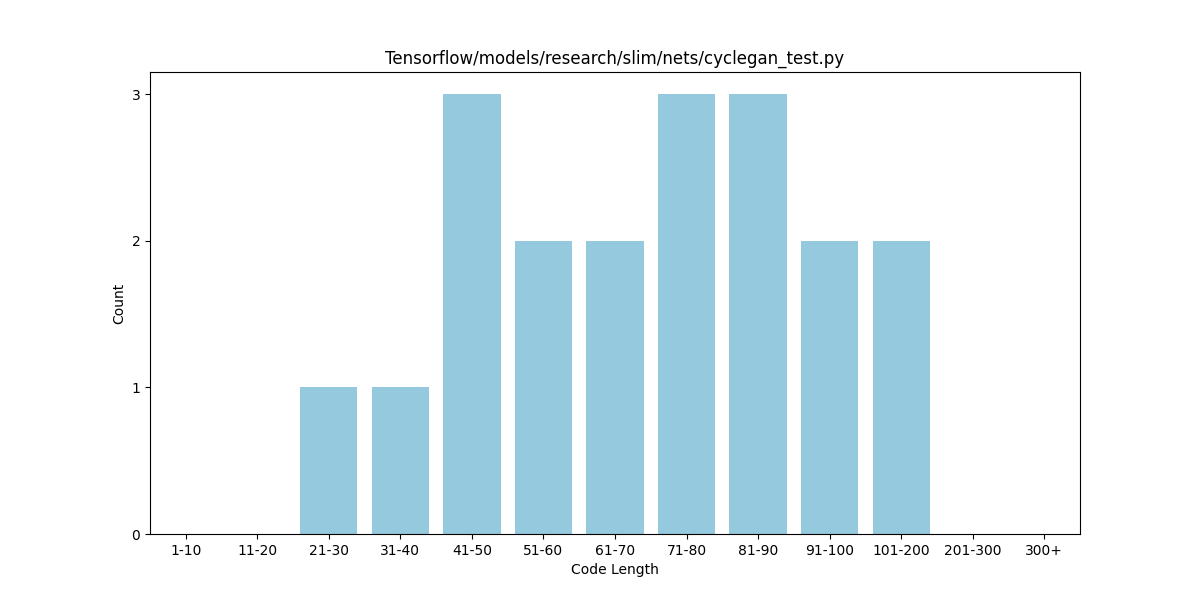 Tensorflow/models/research/slim/nets/cyclegan_test.py
3
2
1
0
Count
1-10 11-20 21-30 31-40 41-50 51-60 61-70 71-80 81-90 91-100 101-200 201-300 300+
Code Length